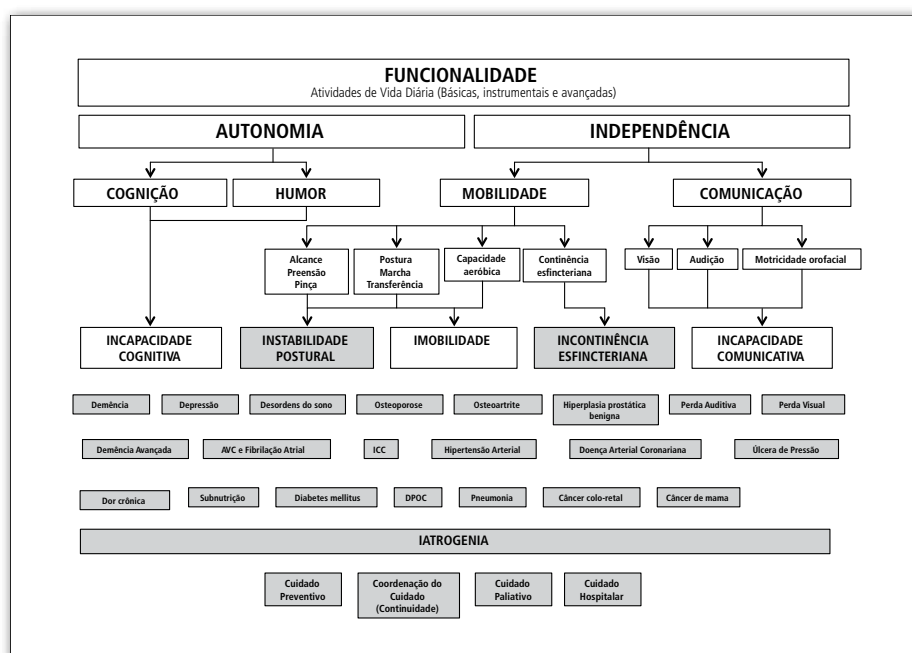 FUNCIONALIDADE
Atividades de Vida Diária (Básicas, instrumentais e avançadas)
AUTONOMIA
INDEPENDÊNCIA
COGNIÇÃO
HUMOR
MOBILIDADE
COMUNICAÇÃO
Alcance
Preensão
Pinça
Postura
Marcha
Transferência
Capacidade
aeróbica
Continência
esfincteriana
Visão
Audição
Motricidade orofacial
INCAPACIDADE
COGNITIVA
INSTABILIDADE
POSTURAL
IMOBILIDADE
INCONTINÊNCIA
ESFINCTERIANA
INCAPACIDADE
COMUNICATIVA
Demência
Depressão
Desordens do sono
Osteoporose
Osteoartrite
Hiperplasia prostática
benigna
Perda Auditiva
Perda Visual
Demência Avançada
AVC e Fibrilação Atrial
ICC
Hipertensão Arterial
Doença Arterial Coronariana
Úlcera de Pressão
Dor crônica
Subnutrição
Diabetes mellitus
DPOC
Pneumonia
Câncer colo-retal
Câncer de mama
IATROGENIA
Cuidado
Preventivo
Coordenação do
Cuidado
(Continuidade)
Cuidado
Paliativo
Cuidado
Hospitalar